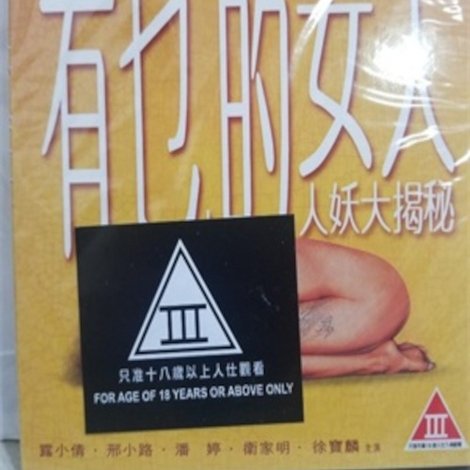 有乜的女人
人妖大揭秘
III
只准十八歲以上人仕觀看
FOR AGE OF 18 YEARS OR ABOVE ONLY
III
露小倩·邢小路·潘 婷·衛家明·徐寶麟 主演